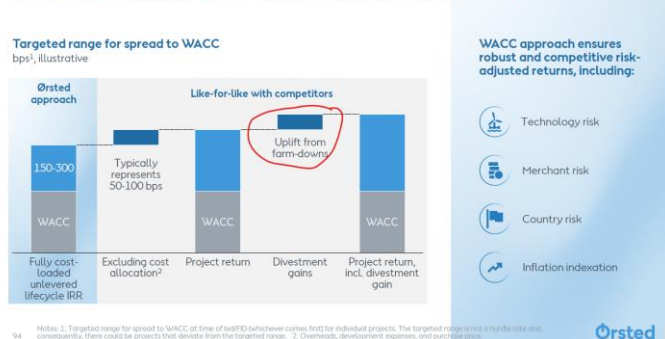 Targeted range for spread to WACC
bps¹, illustrative
Ørsted
approach
Like-for-like with competitors
150-300
WACC
Typically
represents
50-100 bps
WACC
Uplift from
farm-downs
WACC
Fully cost-
loaded
unlevered
lifecycle IRR
Excluding cost
allocation²
Project return
Divestment
gains
Project return,
incl. divestment
gain
WACC approach ensures
robust and competitive risk-
adjusted returns, including:
Technology risk
Merchant risk
Country risk
Inflation indexation
94
Notes: 1. Targeted range for spread to WACC at time of bid/FID (whichever comes first) for individual projects. The targeted range is not a hurdle rate and,
consequently, there could be projects that deviate from the targeted range. 2. Overheads, development expenses, and purchase price.
Ørsted